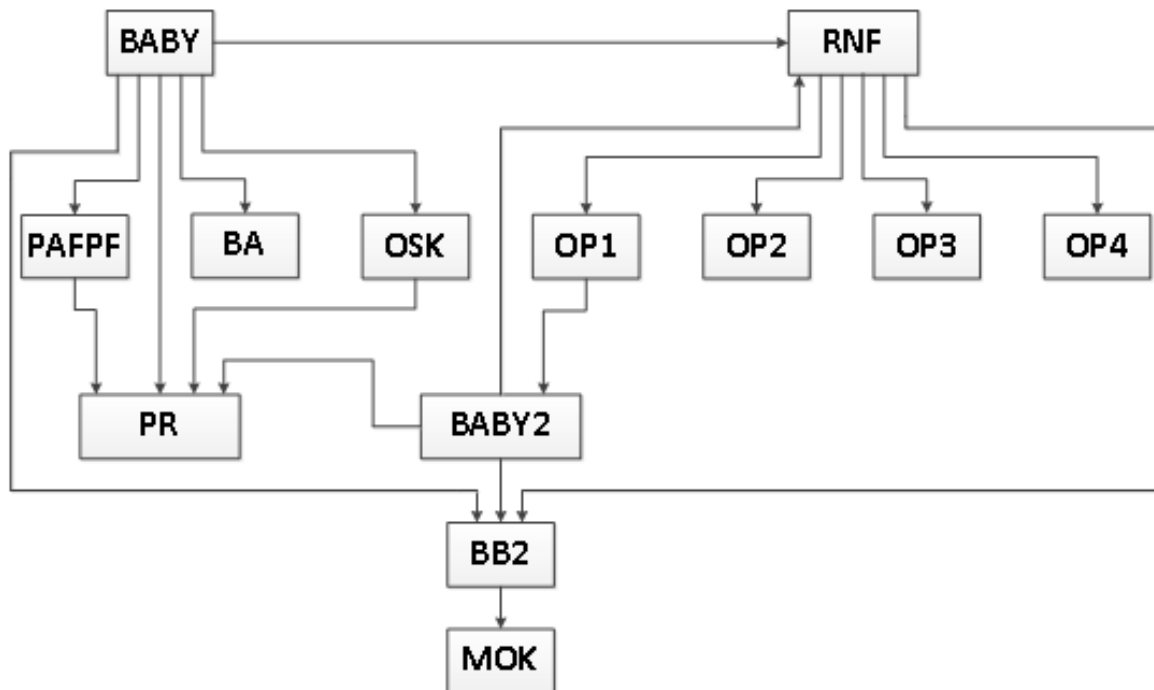 BABY
RNF
PAFPF
BA
OSK
OP1
OP2
OP3
OP4
PR
BABY2
BB2
MOK